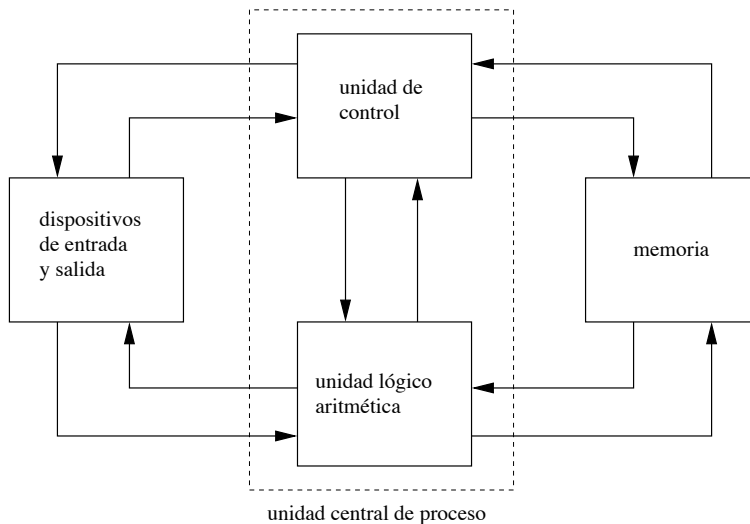 unidad de
control
dispositivos
de entrada
y salida
memoria
unidad lógico
aritmética
unidad central de proceso